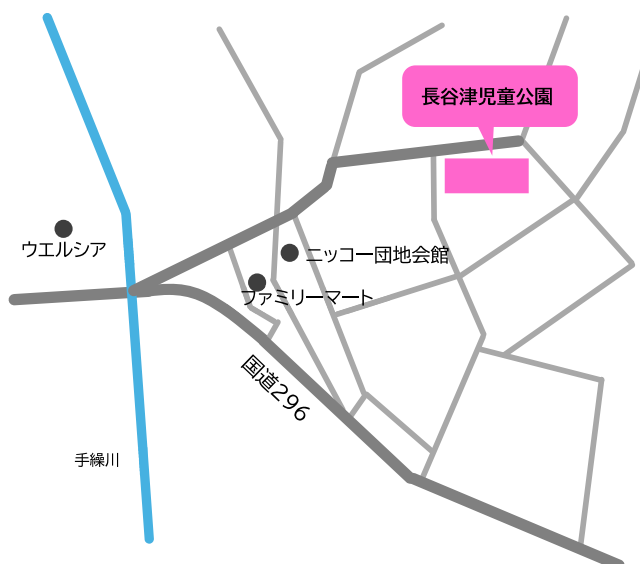 長谷津児童公園
ウエルシア
ニッコー団地会館
ファミリーマート
国道296
手繰川